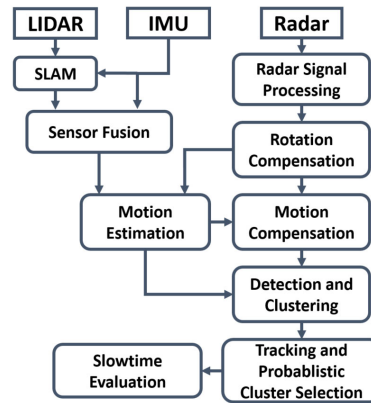 LIDAR
IMU
Radar
SLAM
Radar Signal
Processing
Sensor Fusion
Rotation
Compensation
Motion
Estimation
Motion
Compensation
Detection and
Clustering
Slowtime
Evaluation
Tracking and
Probablistic
Cluster Selection